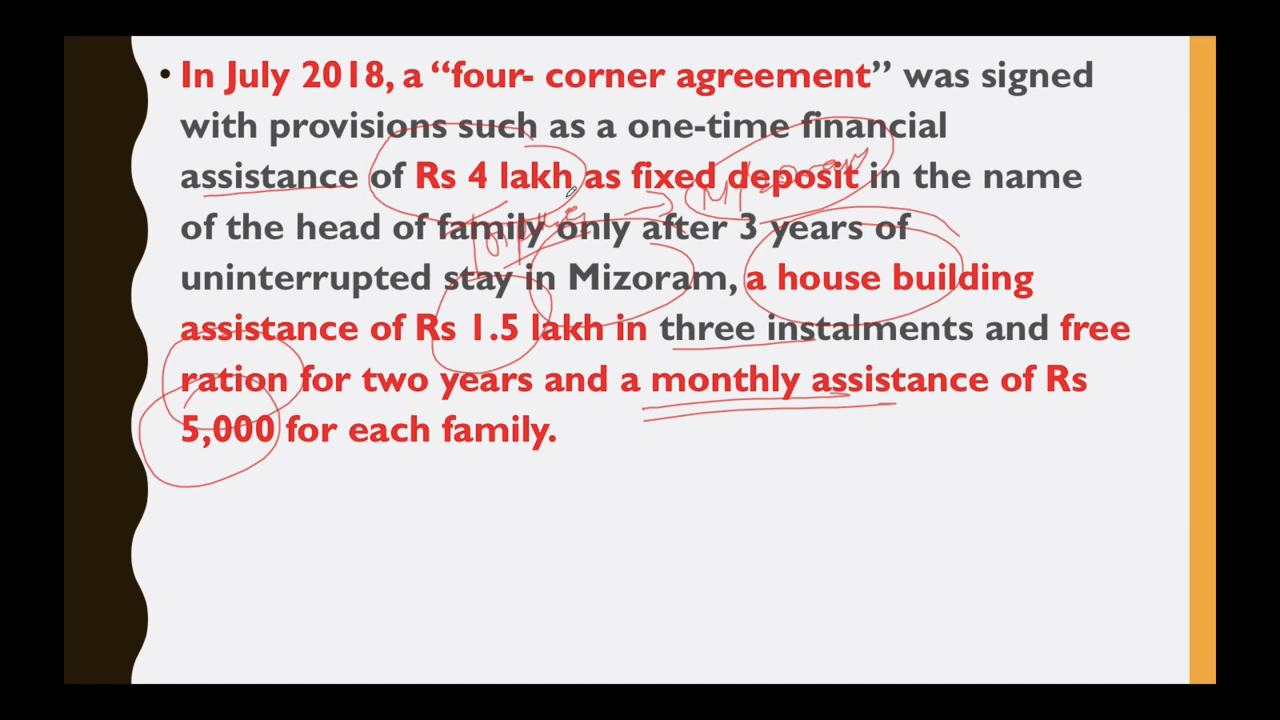 • In July 2018, a “four- corner agreement” was signed
with provisions such as a one-time financial
assistance of Rs 4 lakh as fixed deposit in the name
of the head of family only after 3 years of
uninterrupted stay in Mizoram, a house building
assistance of Rs 1.5 lakh in three instalments and free
ration for two years and a monthly assistance of Rs
5,000 for each family.
Mizoram